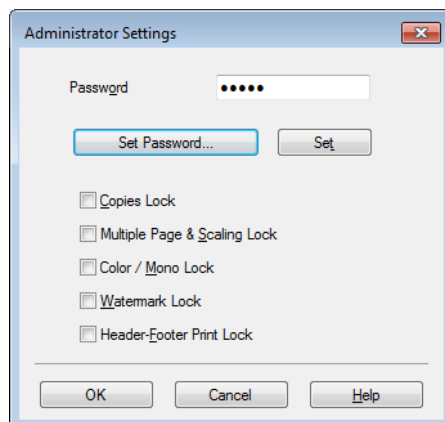 Administrator Settings
Password •••••
Set Password... Set
Copies Lock
Multiple Page & Scaling Lock
Color / Mono Lock
Watermark Lock
Header-Footer Print Lock
OK Cancel Help